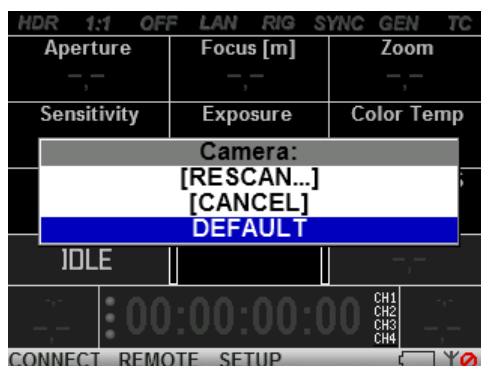 HDR 1:1 OFF LAN RIG SYNC GEN TC
Aperture Focus [m] Zoom
-,- -,- -,-
Sensitivity Exposure Color Temp
Camera:
[RESCAN...]
[CANCEL]
DEFAULT
IDLE -,-
-,- 00:00:00:00 CH1 -,-
CH2
CH3
-,- CH4 -,-
CONNECT REMOTE SETUP